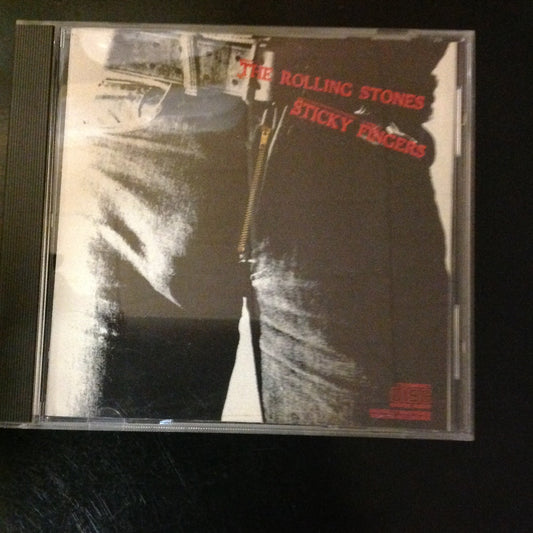 THE ROLLING STONES
STICKY FINGERS